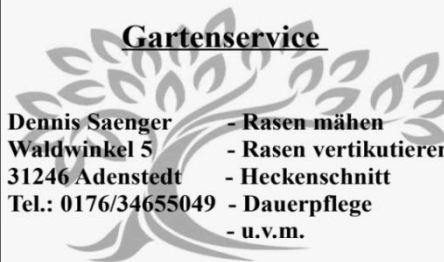 Gartenservice
Dennis Saenger - Rasen mähen
Waldwinkel 5 - Rasen vertikutieren
31246 Adenstedt - Heckenschnitt
Tel.: 0176/34655049 - Dauerpflege
- u.v.m.